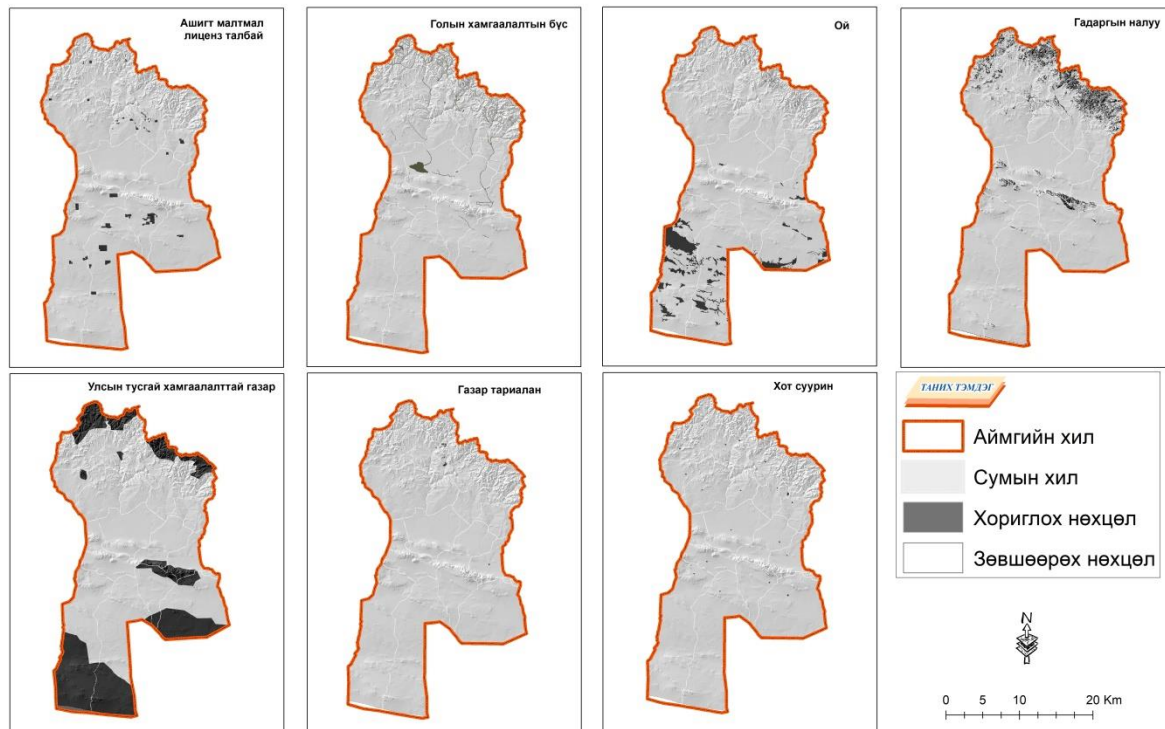 Ашигт малтмал
лиценз талбай
Голын хамгаалалтын бүс
Ой
Гадаргын налуу
Улсын тусгай хамгаалалттай газар
Газар тариалан
Хот суурин
ТАНИХ ТЭМДЭГ
Аймгийн хил
Сумын хил
Хориглох нөхцөл
Зөвшөөрөх нөхцөл
N
0 5 10 20 Km